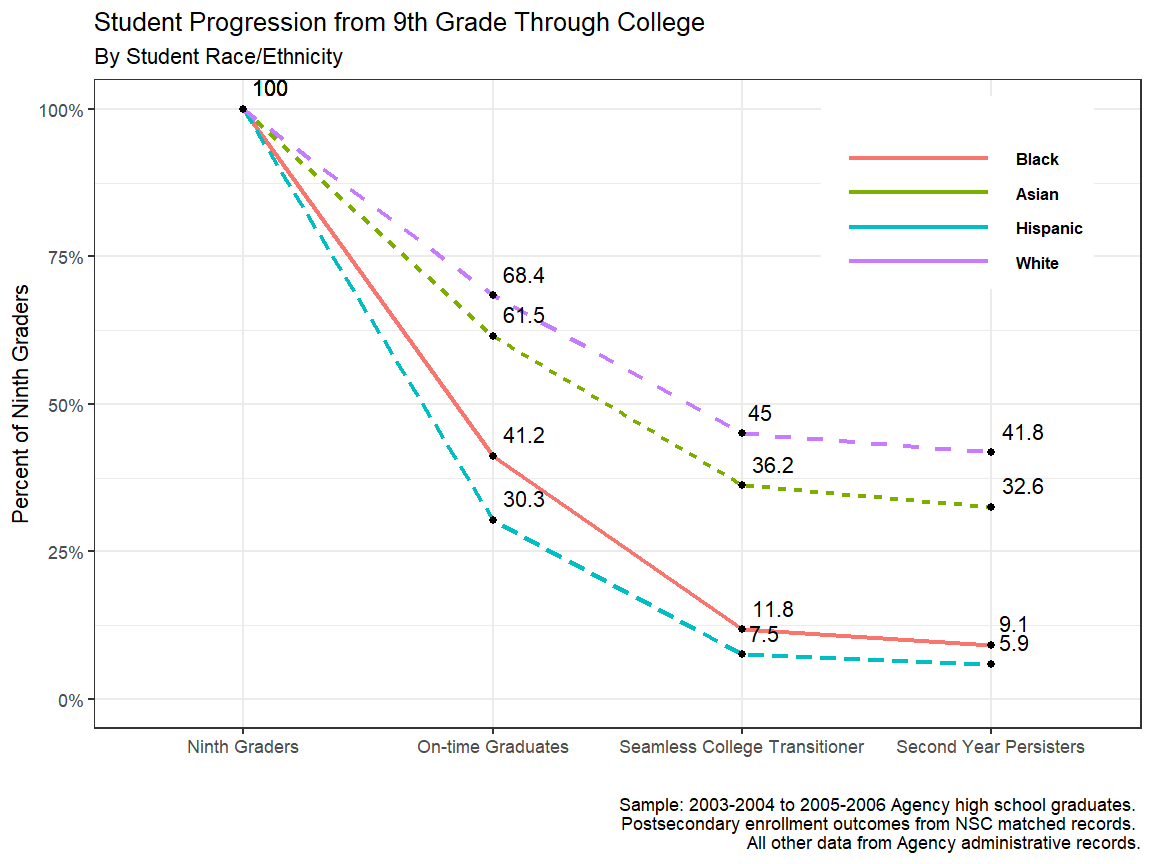 Student Progression from 9th Grade Through College
By Student Race/Ethnicity
100
100%
Black
Asian
Hispanic
White
75%
68.4
61.5
Percent of Ninth Graders
50%
45
41.8
41.2
36.2
32.6
30.3
25%
11.8
7.5
9.1
5.9
0%
Ninth Graders
On-time Graduates
Seamless College Transitioner
Second Year Persisters
Sample: 2003-2004 to 2005-2006 Agency high school graduates.
Postsecondary enrollment outcomes from NSC matched records.
All other data from Agency administrative records.